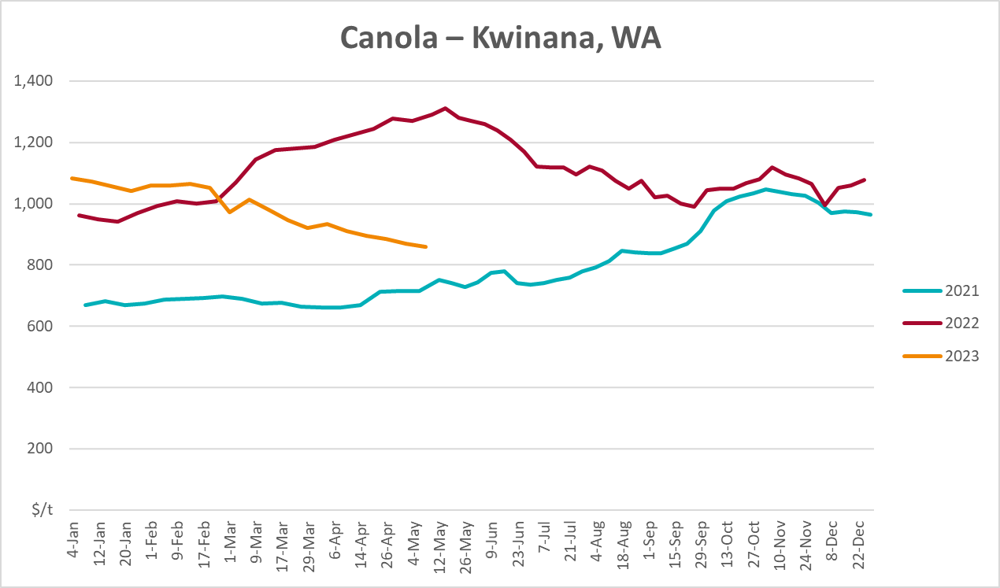 Canola – Kwinana, WA
1,400
1,200
1,000
800
600
400
200
$/t
4-Jan
12-Jan
20-Jan
1-Feb
9-Feb
17-Feb
1-Mar
9-Mar
17-Mar
29-Mar
6-Apr
14-Apr
26-Apr
4-May
12-May
26-May
9-Jun
23-Jun
7-Jul
21-Jul
4-Aug
18-Aug
1-Sep
15-Sep
29-Sep
13-Oct
27-Oct
10-Nov
24-Nov
8-Dec
22-Dec
2021
2022
2023